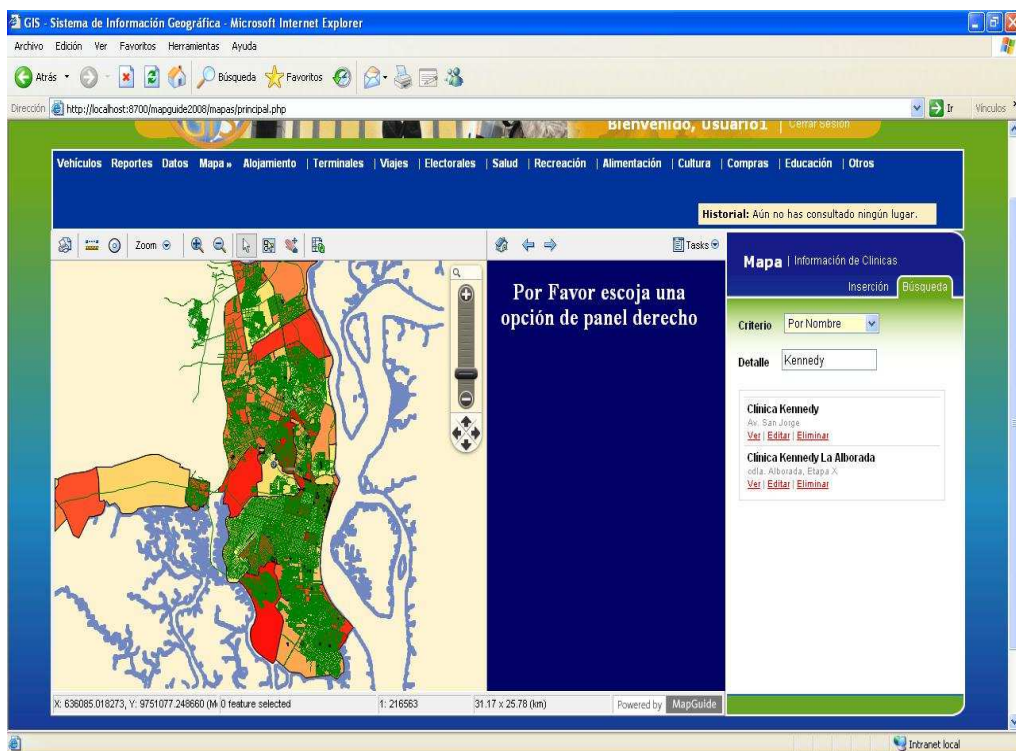 GIS - Sistema de Información Geográfica - Microsoft Internet Explorer
Archivo Edición Ver Favoritos Herramientas Ayuda
Atrás Búsqueda Favoritos
Dirección http://localhost:8700/mapguide2008/mapas/principal.php Ir Vínculos
Bienvenido, Usuario1 | Cerrar Sesión
Vehículos Reportes Datos Mapa» Alojamiento | Terminales | Viajes | Electorales | Salud | Recreación | Alimentación | Cultura | Compras | Educación | Otros
Historial: Aún no has consultado ningún lugar.
Zoom
Tasks
Por Favor escoja una
opción de panel derecho
Mapa | Información de Clinicas
Inserción Búsqueda
Criterio Por Nombre
Detalle Kennedy
Clínica Kennedy
Av. San Jorge
Ver | Editar | Eliminar
Clínica Kennedy La Alborada
cdla. Alborada, Etapa X
Ver | Editar | Eliminar
X: 636085.018273, Y: 9751077.248660 (M 0 feature selected 1: 216563 31.17 x 25.78 (km) Powered by MapGuide
Intranet local